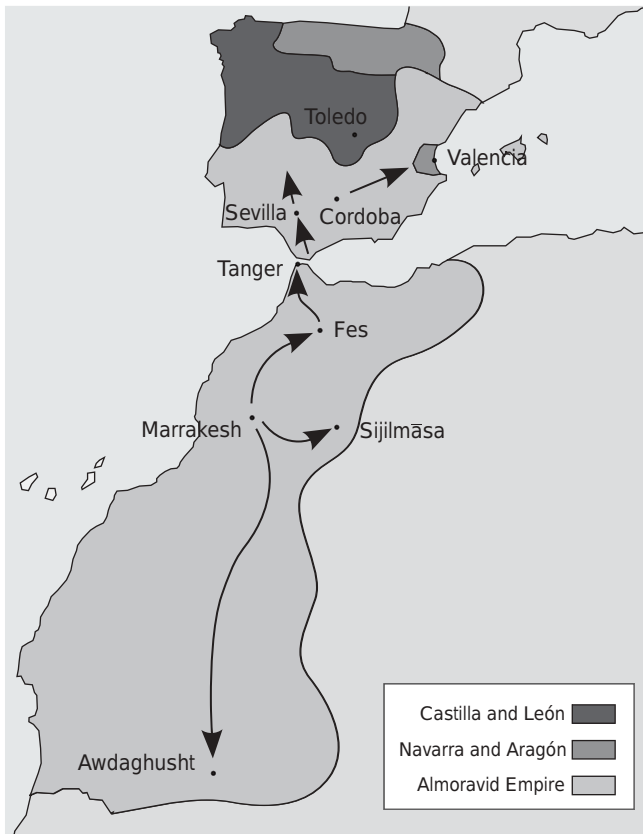 Toledo
Valencia
Sevilla
Cordoba
Tanger
Fes
Marrakesh
Sijilmāsa
Awdaghusht
Castilla and León
Navarra and Aragón
Almoravid Empire